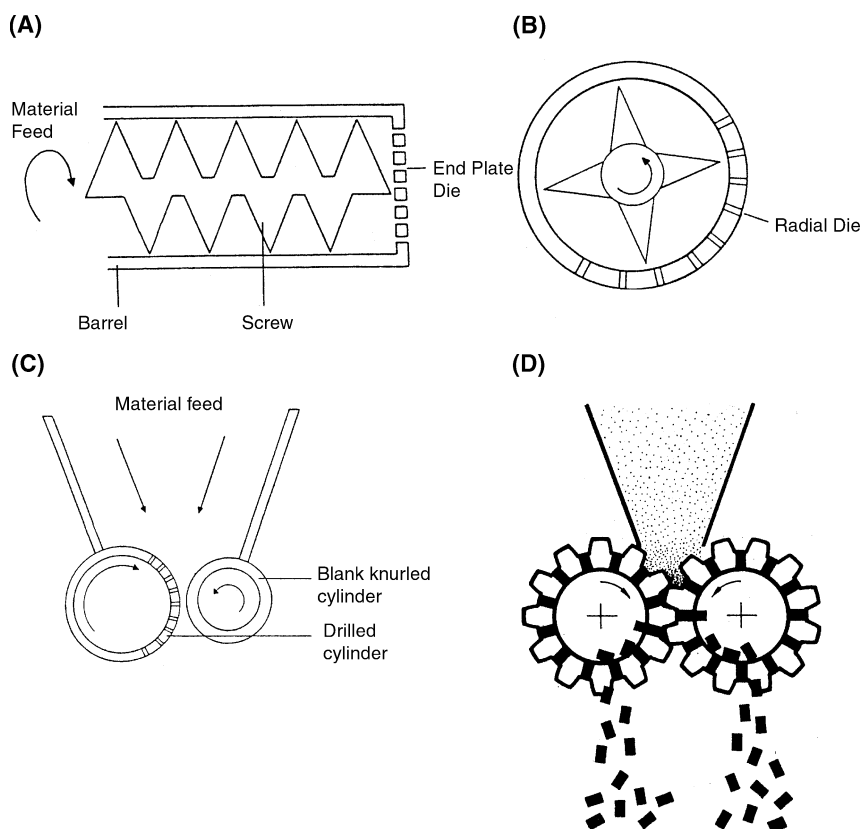 (A)
Material
Feed
End Plate
Die
Barrel
Screw
(B)
Radial Die
(C)
Material feed
Blank knurled
cylinder
Drilled
cylinder
(D)